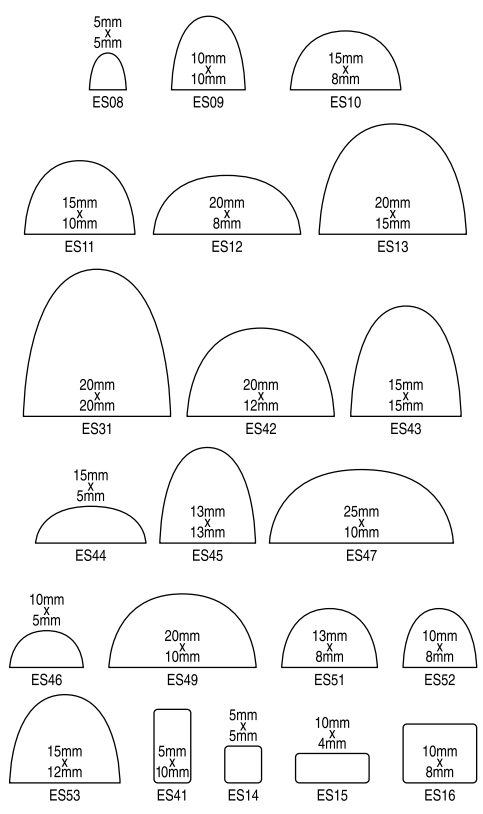 5mm
x
5mm
ES08
10mm
x
10mm
ES09
15mm
x
8mm
ES10
15mm
x
10mm
ES11
20mm
x
8mm
ES12
20mm
x
15mm
ES13
20mm
x
20mm
ES31
20mm
x
12mm
ES42
15mm
x
15mm
ES43
15mm
x
5mm
ES44
13mm
x
13mm
ES45
25mm
x
10mm
ES47
10mm
x
5mm
ES46
20mm
x
10mm
ES49
13mm
x
8mm
ES51
10mm
x
8mm
ES52
15mm
x
12mm
ES53
5mm
x
10mm
ES41
5mm
x
5mm
ES14
10mm
x
4mm
ES15
10mm
x
8mm
ES16